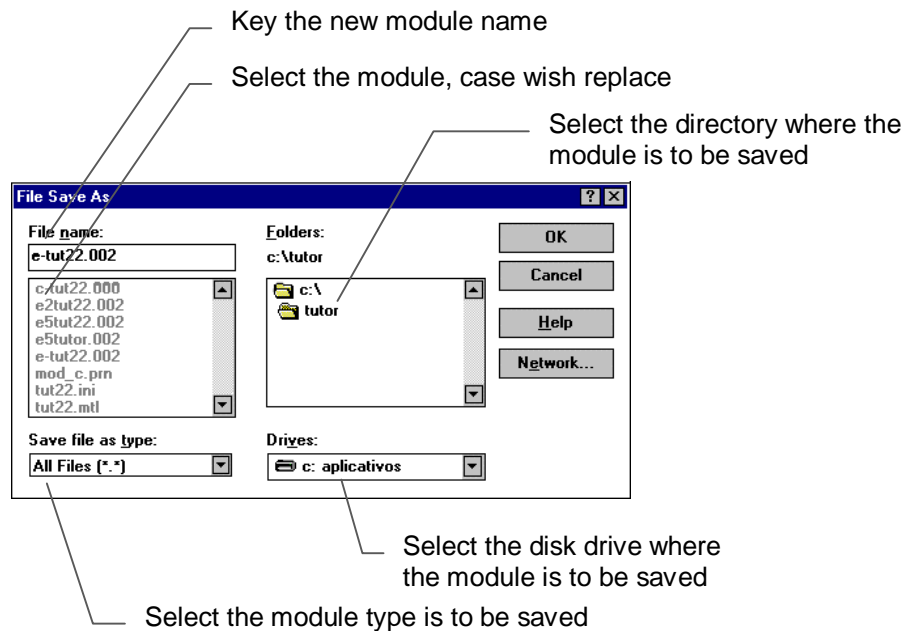 Key the new module name
Select the module, case wish replace
Select the directory where the
module is to be saved
File Save As
File name:
e-tut22.002
c-tut22.000
e2tut22.002
e5tut22.002
e5tutor.002
e-tut22.002
mod_c.prn
tut22.ini
tut22.mtl
Save file as type:
All Files (*.*)
Folders:
c:\tutor
c:\
tutor
Drives:
c: aplicativos
OK
Cancel
Help
Network...
Select the disk drive where
the module is to be saved
Select the module type is to be saved